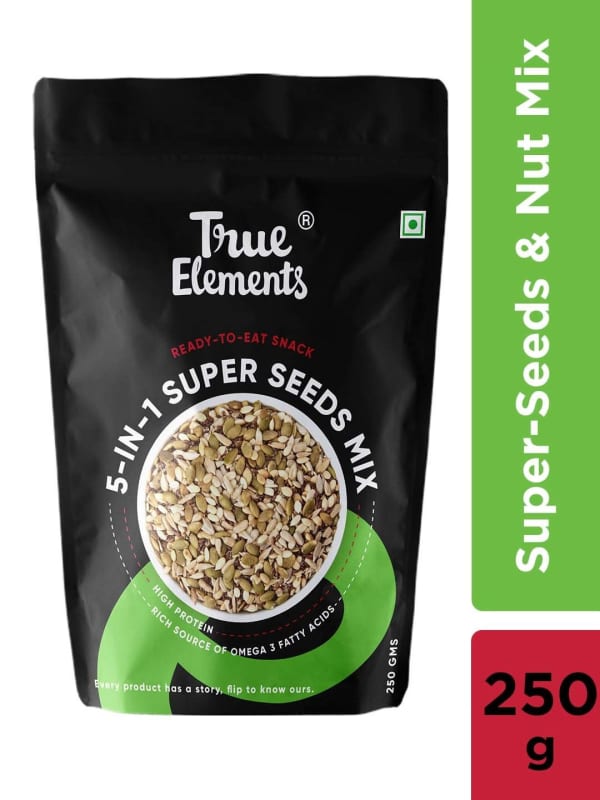 True ®
Elements
READY-TO-EAT SNACK
5-IN-1 SUPER SEEDS MIX
HIGH PROTEIN
RICH SOURCE OF OMEGA 3 FATTY ACIDS
Every product has a story, flip to know ours.
250 GMS
Super-Seeds & Nut Mix
250
g